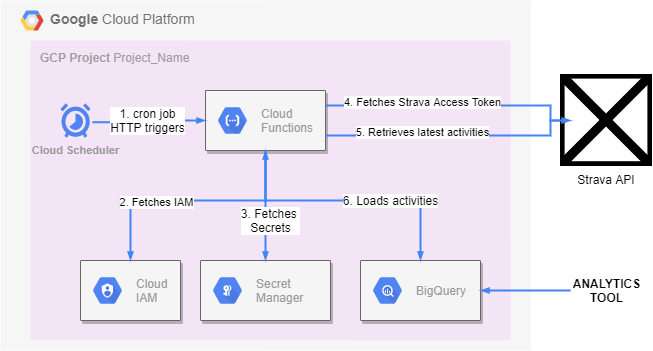 Google Cloud Platform
GCP Project Project_Name
Cloud Scheduler
1. cron job
HTTP triggers
Cloud
Functions
4. Fetches Strava Access Token
5. Retrieves latest activities
Strava API
2. Fetches IAM
3. Fetches
Secrets
6. Loads activities
Cloud
IAM
Secret
Manager
BigQuery
ANALYTICS
TOOL